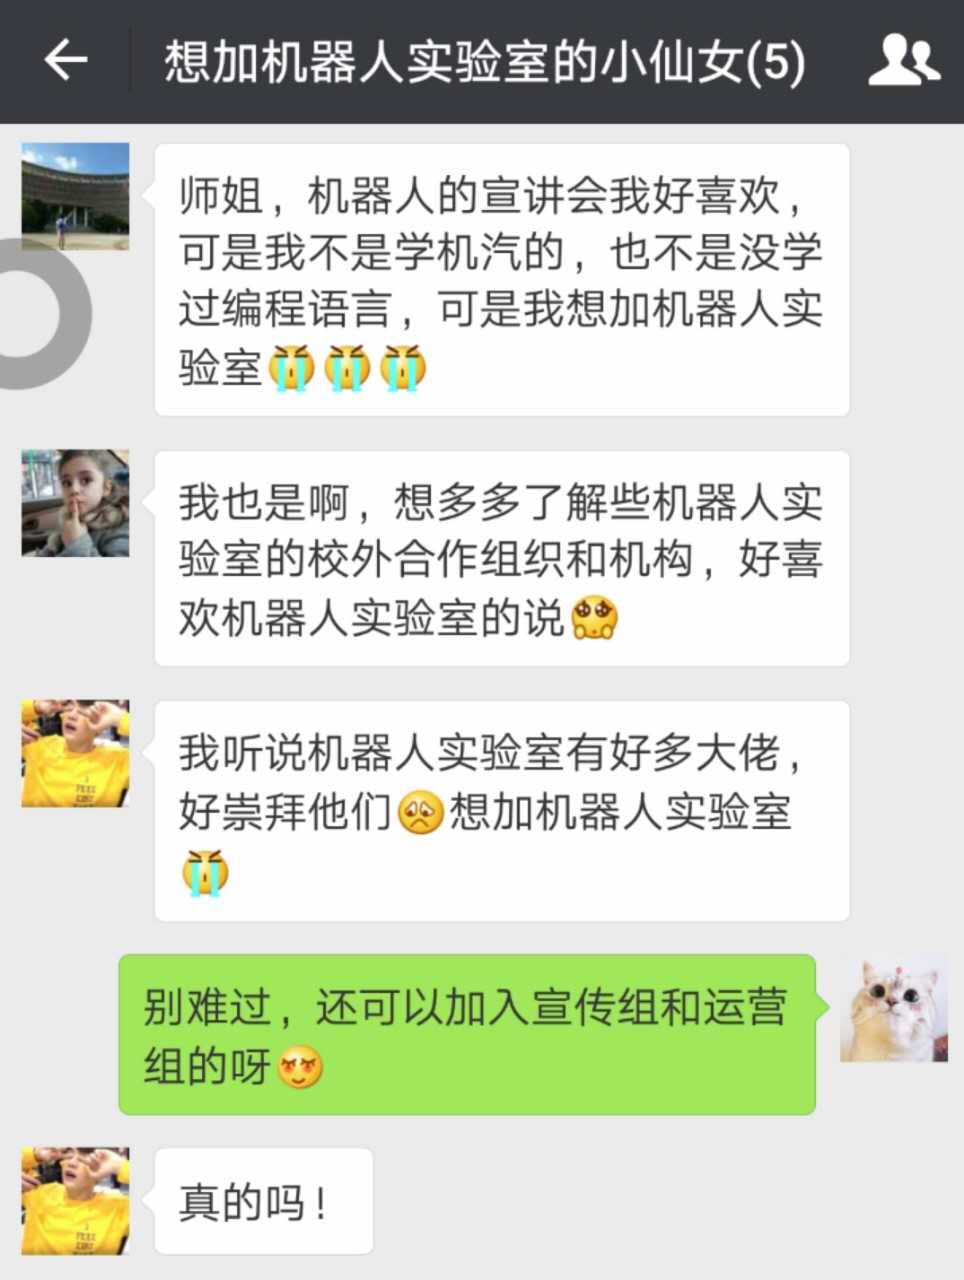 想加机器人实验室的小仙女(5)
师姐，机器人的宣讲会我好喜欢，
可是我不是学机汽的，也不是没学
过编程语言，可是我想加机器人实
验室😭😭😭
我也是啊，想多多了解些机器人实
验室的校外合作组织和机构，好喜
欢机器人实验室的说🥺
我听说机器人实验室有好多大佬，
好崇拜他们🙁想加机器人实验室
😭
别难过，还可以加入宣传组和运营
组的呀😍
真的吗！